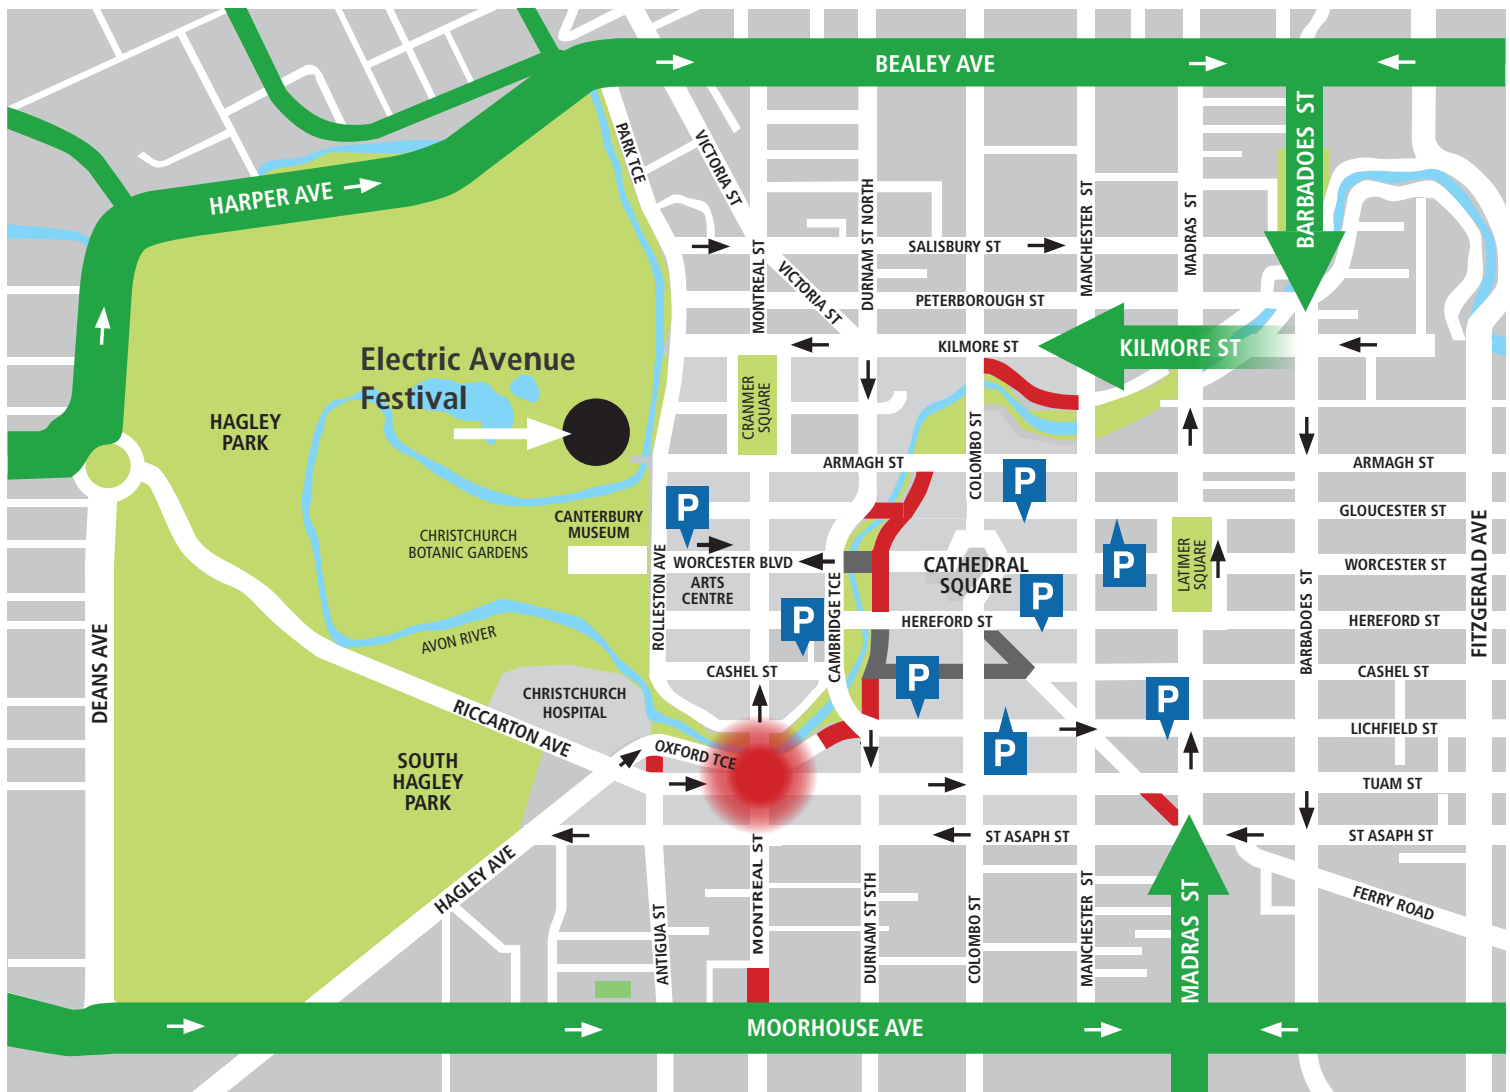 BEALEY AVE
BARBADOES ST
PARK TCE
VICTORIA ST
HARPER AVE
DURNAM ST NORTH
MANCHESTER ST
MADRAS ST
SALISBURY ST
MONTREAL ST
VICTORIA ST
PETERBOROUGH ST
KILMORE ST
KILMORE ST
Electric Avenue
Festival
CRANMER
SQUARE
HAGLEY
PARK
COLOMBO ST
ARMAGH ST
ARMAGH ST
P
P
GLOUCESTER ST
CANTERBURY
MUSEUM
CHRISTCHURCH
BOTANIC GARDENS
ROLLESTON AVE
WORCESTER BLVD
ARTS
CENTRE
CATHEDRAL
SQUARE
P
LATIMER
SQUARE
WORCESTER ST
FITZGERALD AVE
P
P
CAMBRIDGE TCE
HEREFORD ST
HEREFORD ST
BARBADOES ST
AVON RIVER
DEANS AVE
CASHEL ST
CASHEL ST
P
P
CHRISTCHURCH
HOSPITAL
RICCARTON AVE
LICHFIELD ST
OXFORD TCE
P
SOUTH
HAGLEY
PARK
TUAM ST
ST ASAPH ST
ST ASAPH ST
HAGLEY AVE
MONTREAL ST
FERRY ROAD
ANTIGUA ST
DURNAM ST STH
COLOMBO ST
MANCHESTER ST
MADRAS ST
MOORHOUSE AVE